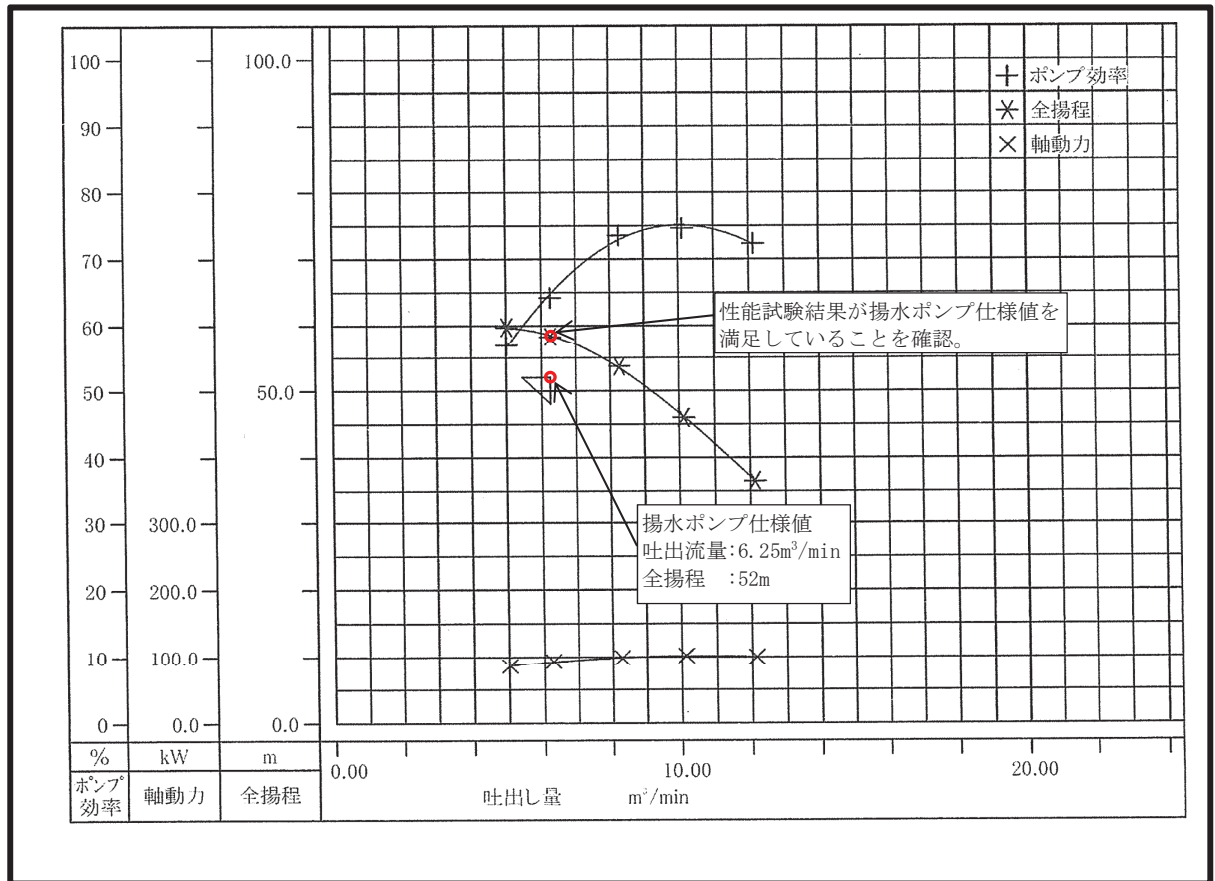 100
90
80
70
60
50
40
30
20
10
0
300.0
200.0
100.0
0.0
100.0
50.0
0.0
ポンプ効率
全揚程
軸動力
性能試験結果が揚水ポンプ仕様値を
満足していることを確認。
揚水ポンプ仕様値
吐出流量:6.25m³/min
全揚程 :52m
% kW m
ポンプ
効率
軸動力
全揚程
0.00 10.00 20.00
吐出し量 m³/min